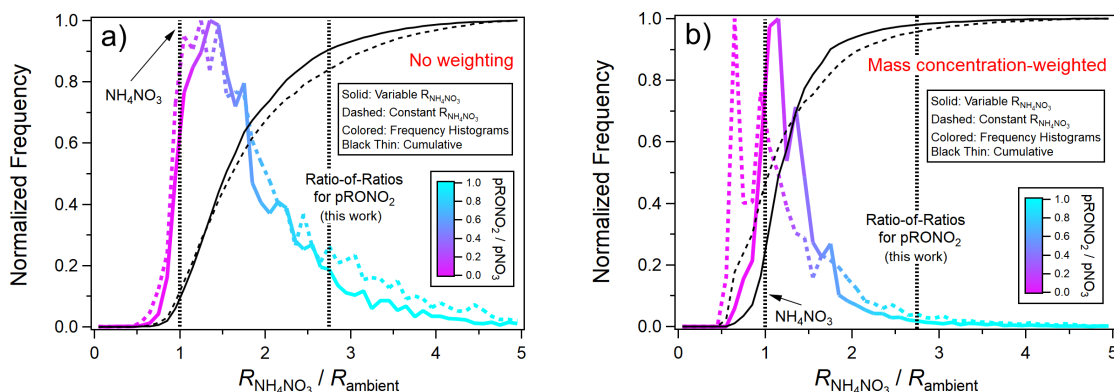 a)
No weighting
NH4NO3
Solid: Variable RNH4NO3
Dashed: Constant RNH4NO3
Colored: Frequency Histograms
Black Thin: Cumulative
Ratio-of-Ratios
for pRONO2
(this work)
pRONO2 / pNO3
1.0
0.8
0.6
0.4
0.2
0.0
Normalized Frequency
1.0
0.8
0.6
0.4
0.2
0.0
0
1
2
3
4
5
RNH4NO3 / Rambient
b)
Mass concentration-weighted
Solid: Variable RNH4NO3
Dashed: Constant RNH4NO3
Colored: Frequency Histograms
Black Thin: Cumulative
Ratio-of-Ratios
for pRONO2
(this work)
NH4NO3
pRONO2 / pNO3
1.0
0.8
0.6
0.4
0.2
0.0
Normalized Frequency
1.0
0.8
0.6
0.4
0.2
0.0
0
1
2
3
4
5
RNH4NO3 / Rambient